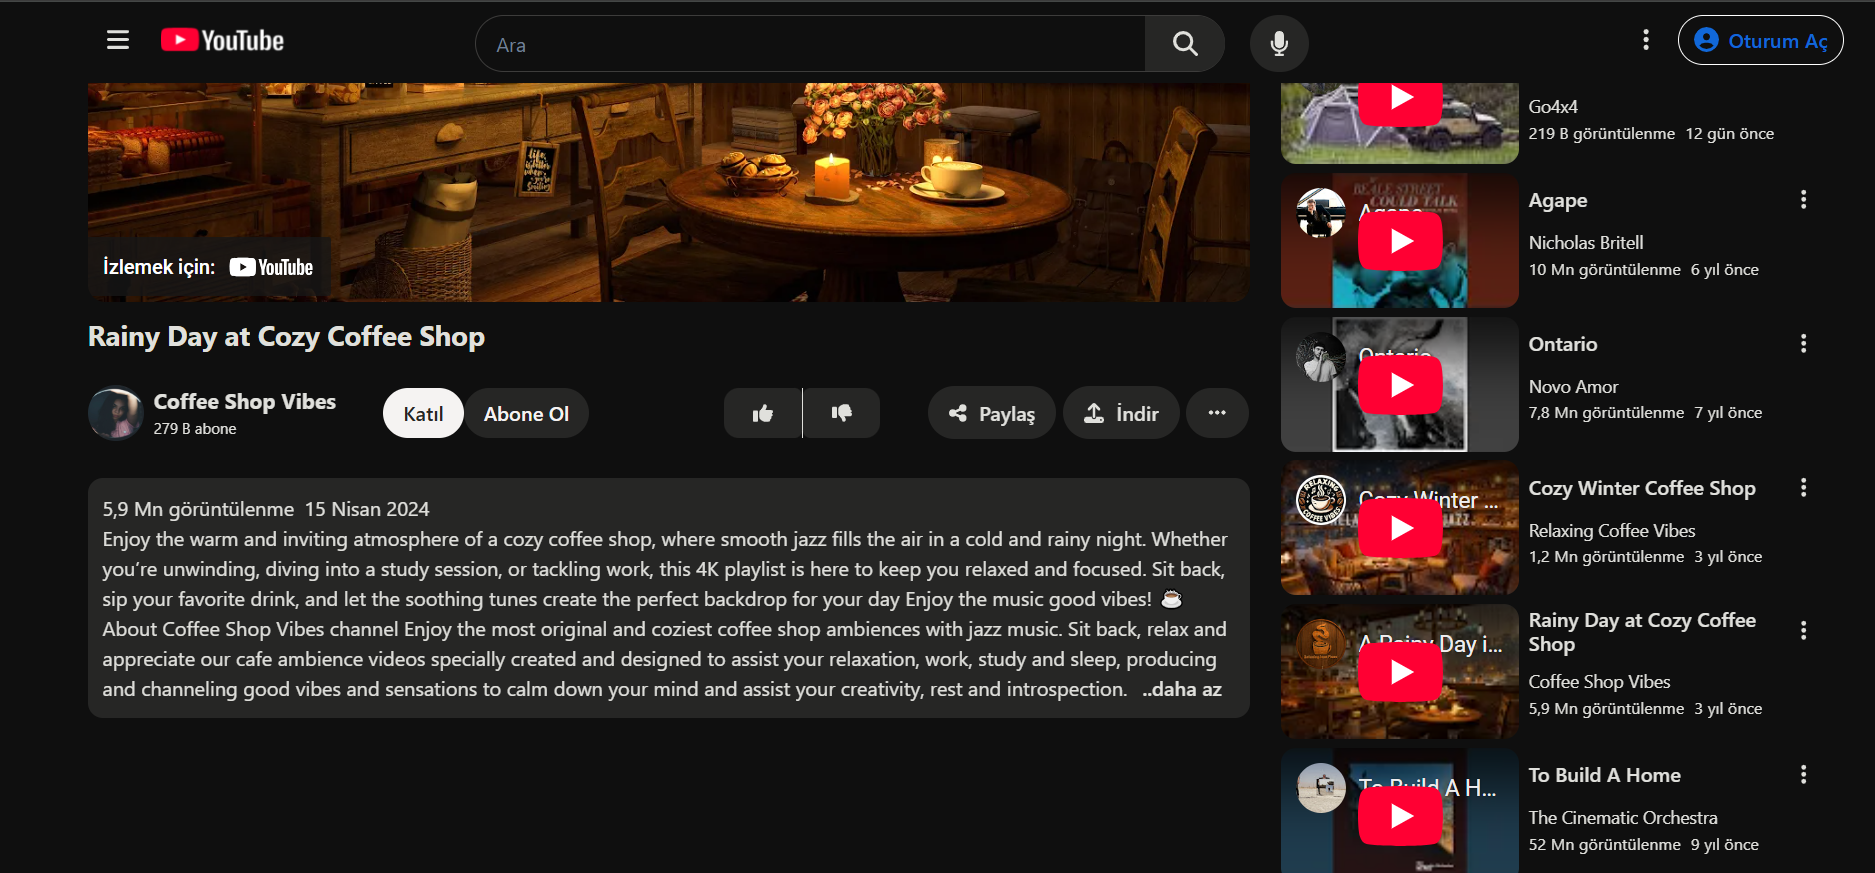 YouTube
Ara
Oturum Aç
life
İzlemek için: YouTube
Rainy Day at Cozy Coffee Shop
Coffee Shop Vibes
279 B abone
Katıl
Abone Ol
Paylaş
İndir
5,9 Mn görüntülenme 15 Nisan 2024
Enjoy the warm and inviting atmosphere of a cozy coffee shop, where smooth jazz fills the air in a cold and rainy night. Whether
you’re unwinding, diving into a study session, or tackling work, this 4K playlist is here to keep you relaxed and focused. Sit back,
sip your favorite drink, and let the soothing tunes create the perfect backdrop for your day Enjoy the music good vibes! ☕
About Coffee Shop Vibes channel Enjoy the most original and coziest coffee shop ambiences with jazz music. Sit back, relax and
appreciate our cafe ambience videos specially created and designed to assist your relaxation, work, study and sleep, producing
and channeling good vibes and sensations to calm down your mind and assist your creativity, rest and introspection. ..daha az
Go4x4
219 B görüntülenme 12 gün önce
BEALE STREET
COULD TALK
Agape
Agape
Nicholas Britell
10 Mn görüntülenme 6 yıl önce
Ontario
Ontario
Novo Amor
7,8 Mn görüntülenme 7 yıl önce
RELAXING
COFFEE VIBES
Cozy Winter ...
Cozy Winter Coffee Shop
Relaxing Coffee Vibes
1,2 Mn görüntülenme 3 yıl önce
A Rainy Day i...
Rainy Day at Cozy Coffee
Shop
Coffee Shop Vibes
5,9 Mn görüntülenme 3 yıl önce
To Build A H...
To Build A Home
The Cinematic Orchestra
52 Mn görüntülenme 9 yıl önce